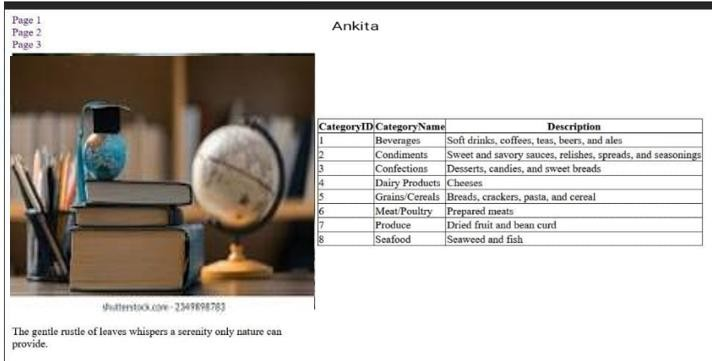 Page 1
Page 2
Page 3
Ankita
CategoryID CategoryName Description
1 Beverages Soft drinks, coffees, teas, beers, and ales
2 Condiments Sweet and savory sauces, relishes, spreads, and seasonings
3 Confections Desserts, candies, and sweet breads
4 Dairy Products Cheeses
5 Grains/Cereals Breads, crackers, pasta, and cereal
6 Meat/Poultry Prepared meats
7 Produce Dried fruit and bean curd
8 Seafood Seaweed and fish
shutterstock.com · 2349898783
The gentle rustle of leaves whispers a serenity only nature can
provide.